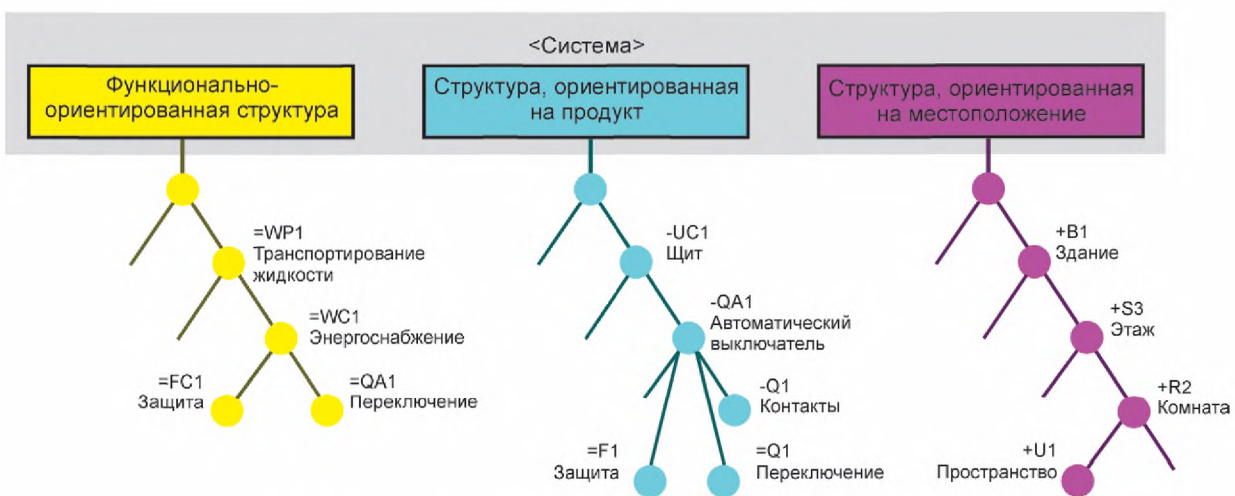 <Система>
Функционально-
ориентированная структура
Структура, ориентированная
на продукт
Структура, ориентированная
на местоположение
=WP1
Транспортирование
жидкости
=WC1
Энергоснабжение
=FC1
Защита
=QA1
Переключение
-UC1
Щит
-QA1
Автоматический
выключатель
-Q1
Контакты
=F1
Защита
=Q1
Переключение
+B1
Здание
+S3
Этаж
+R2
Комната
+U1
Пространство